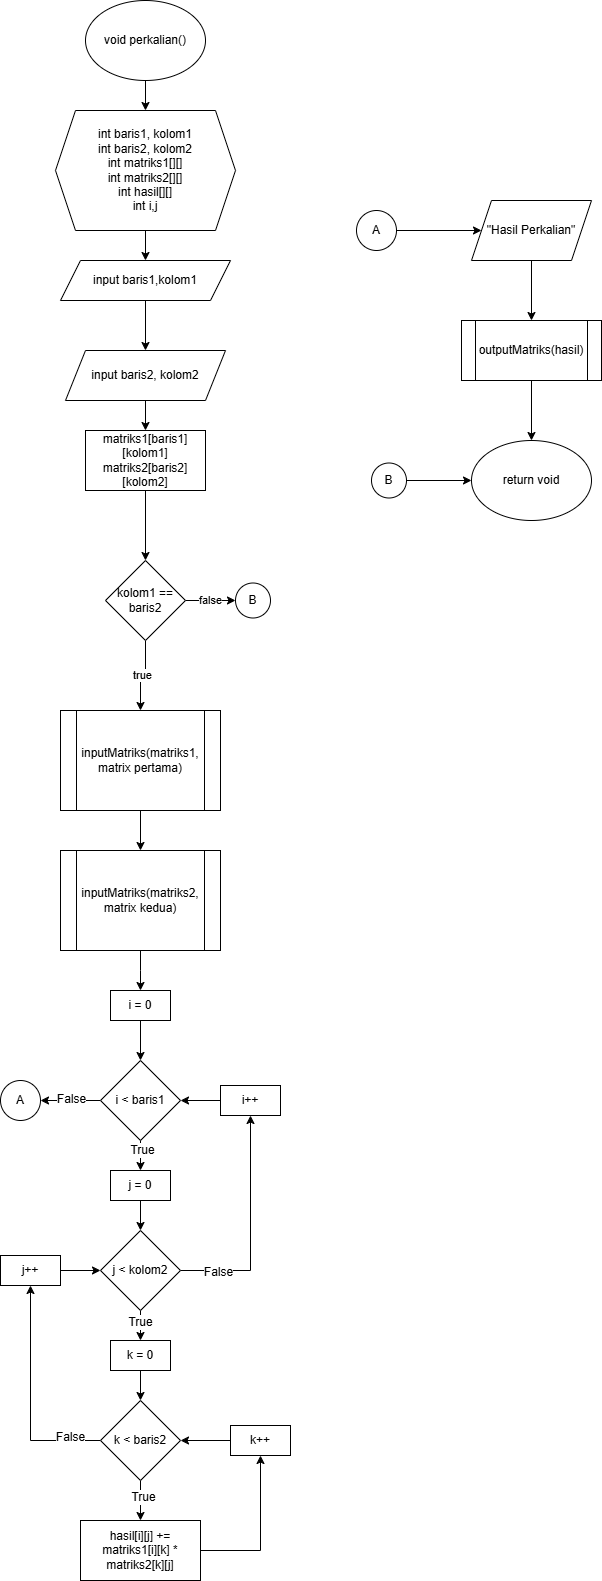 void perkalian()
int baris1, kolom1
int baris2, kolom2
int matriks1[][]
int matriks2[][]
int hasil[][]
int i,j
input baris1,kolom1
input baris2, kolom2
matriks1[baris1]
[kolom1]
matriks2[baris2]
[kolom2]
kolom1 ==
baris2
false
B
true
inputMatriks(matriks1,
matrix pertama)
inputMatriks(matriks2,
matrix kedua)
i = 0
A
False
i < baris1
i++
True
j = 0
j++
j < kolom2
False
True
k = 0
False
k < baris2
k++
True
hasil[i][j] +=
matriks1[i][k] *
matriks2[k][j]
A
"Hasil Perkalian"
outputMatriks(hasil)
B
return void